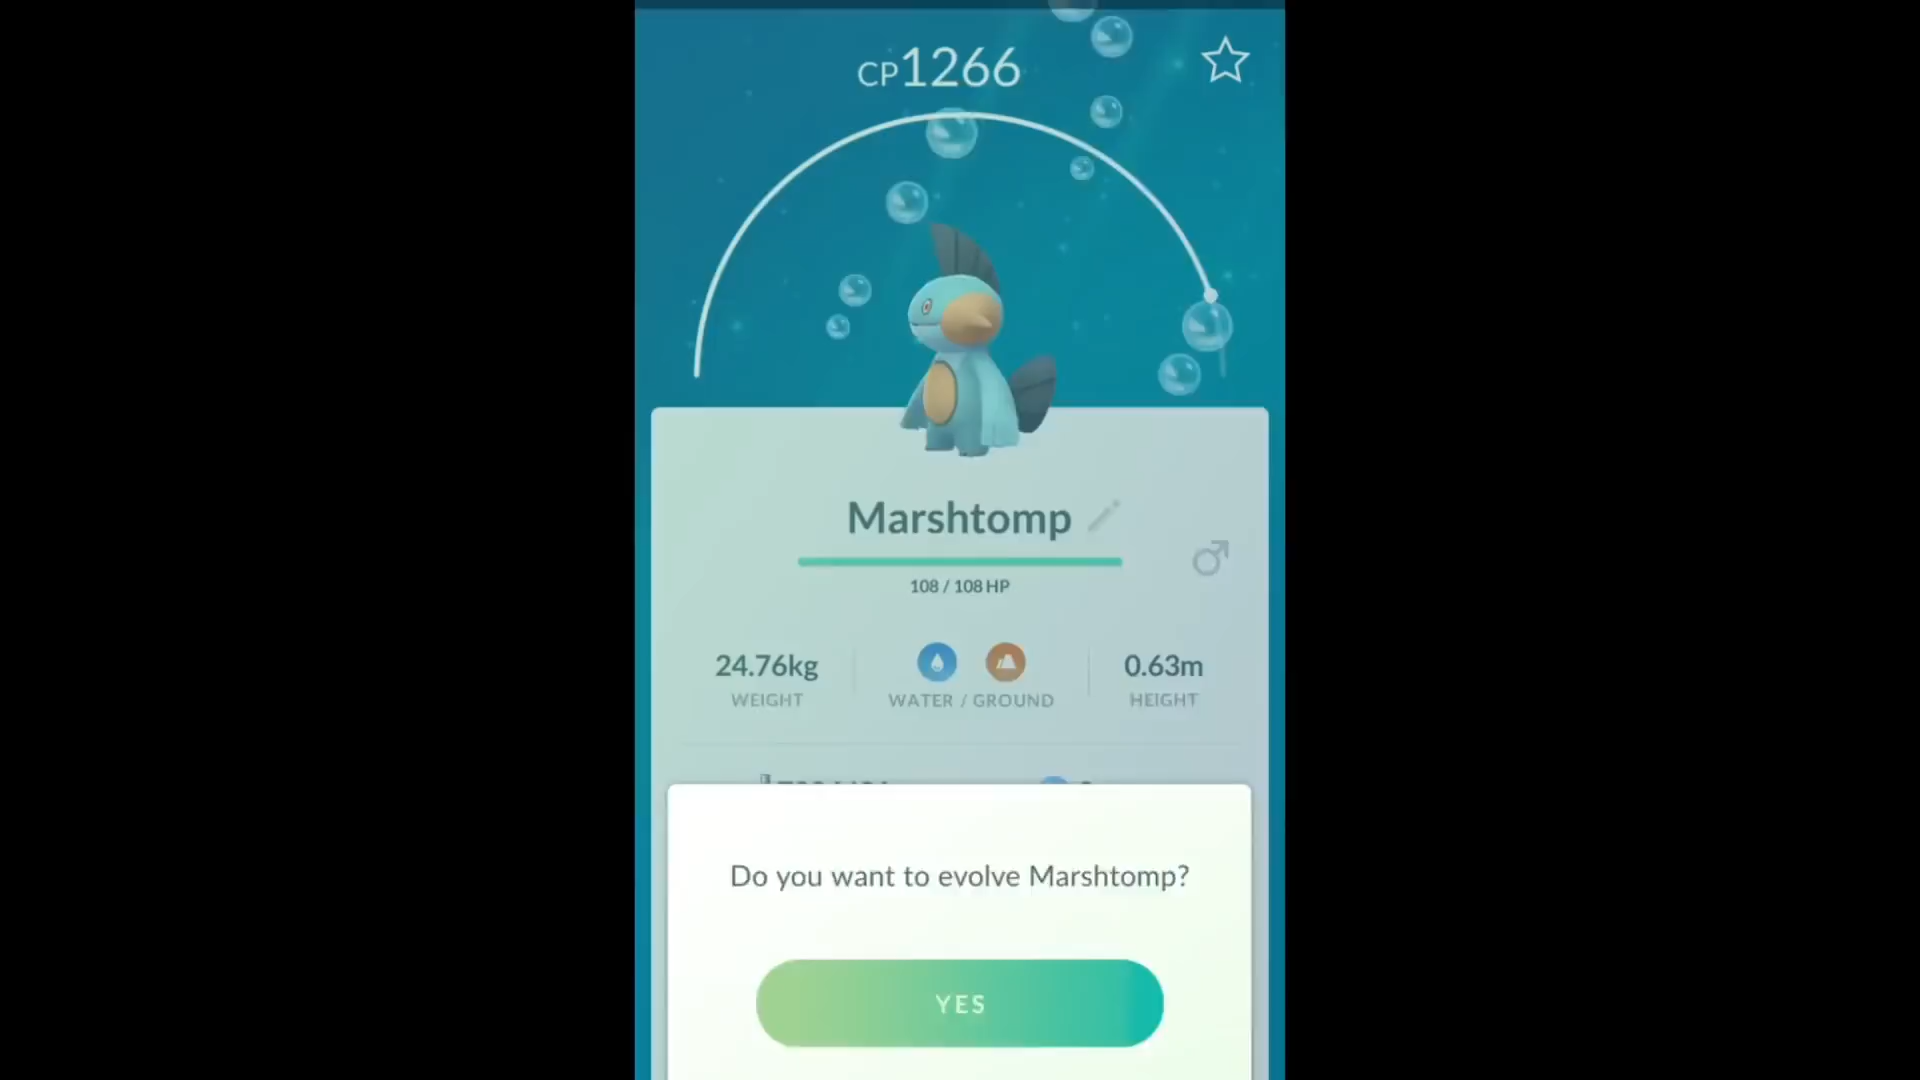 CP1266
Marshtomp
108 / 108 HP
24.76kg
WEIGHT
WATER / GROUND
0.63m
HEIGHT
Do you want to evolve Marshtomp?
YES